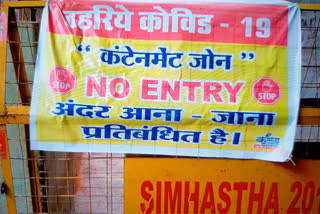 ठहरिये कोविड - 19
“ कंटेनमेंट जोन ”
STOP NO ENTRY STOP
अंदर आना - जाना
प्रतिबंधित है।
SIMHASTHA 20